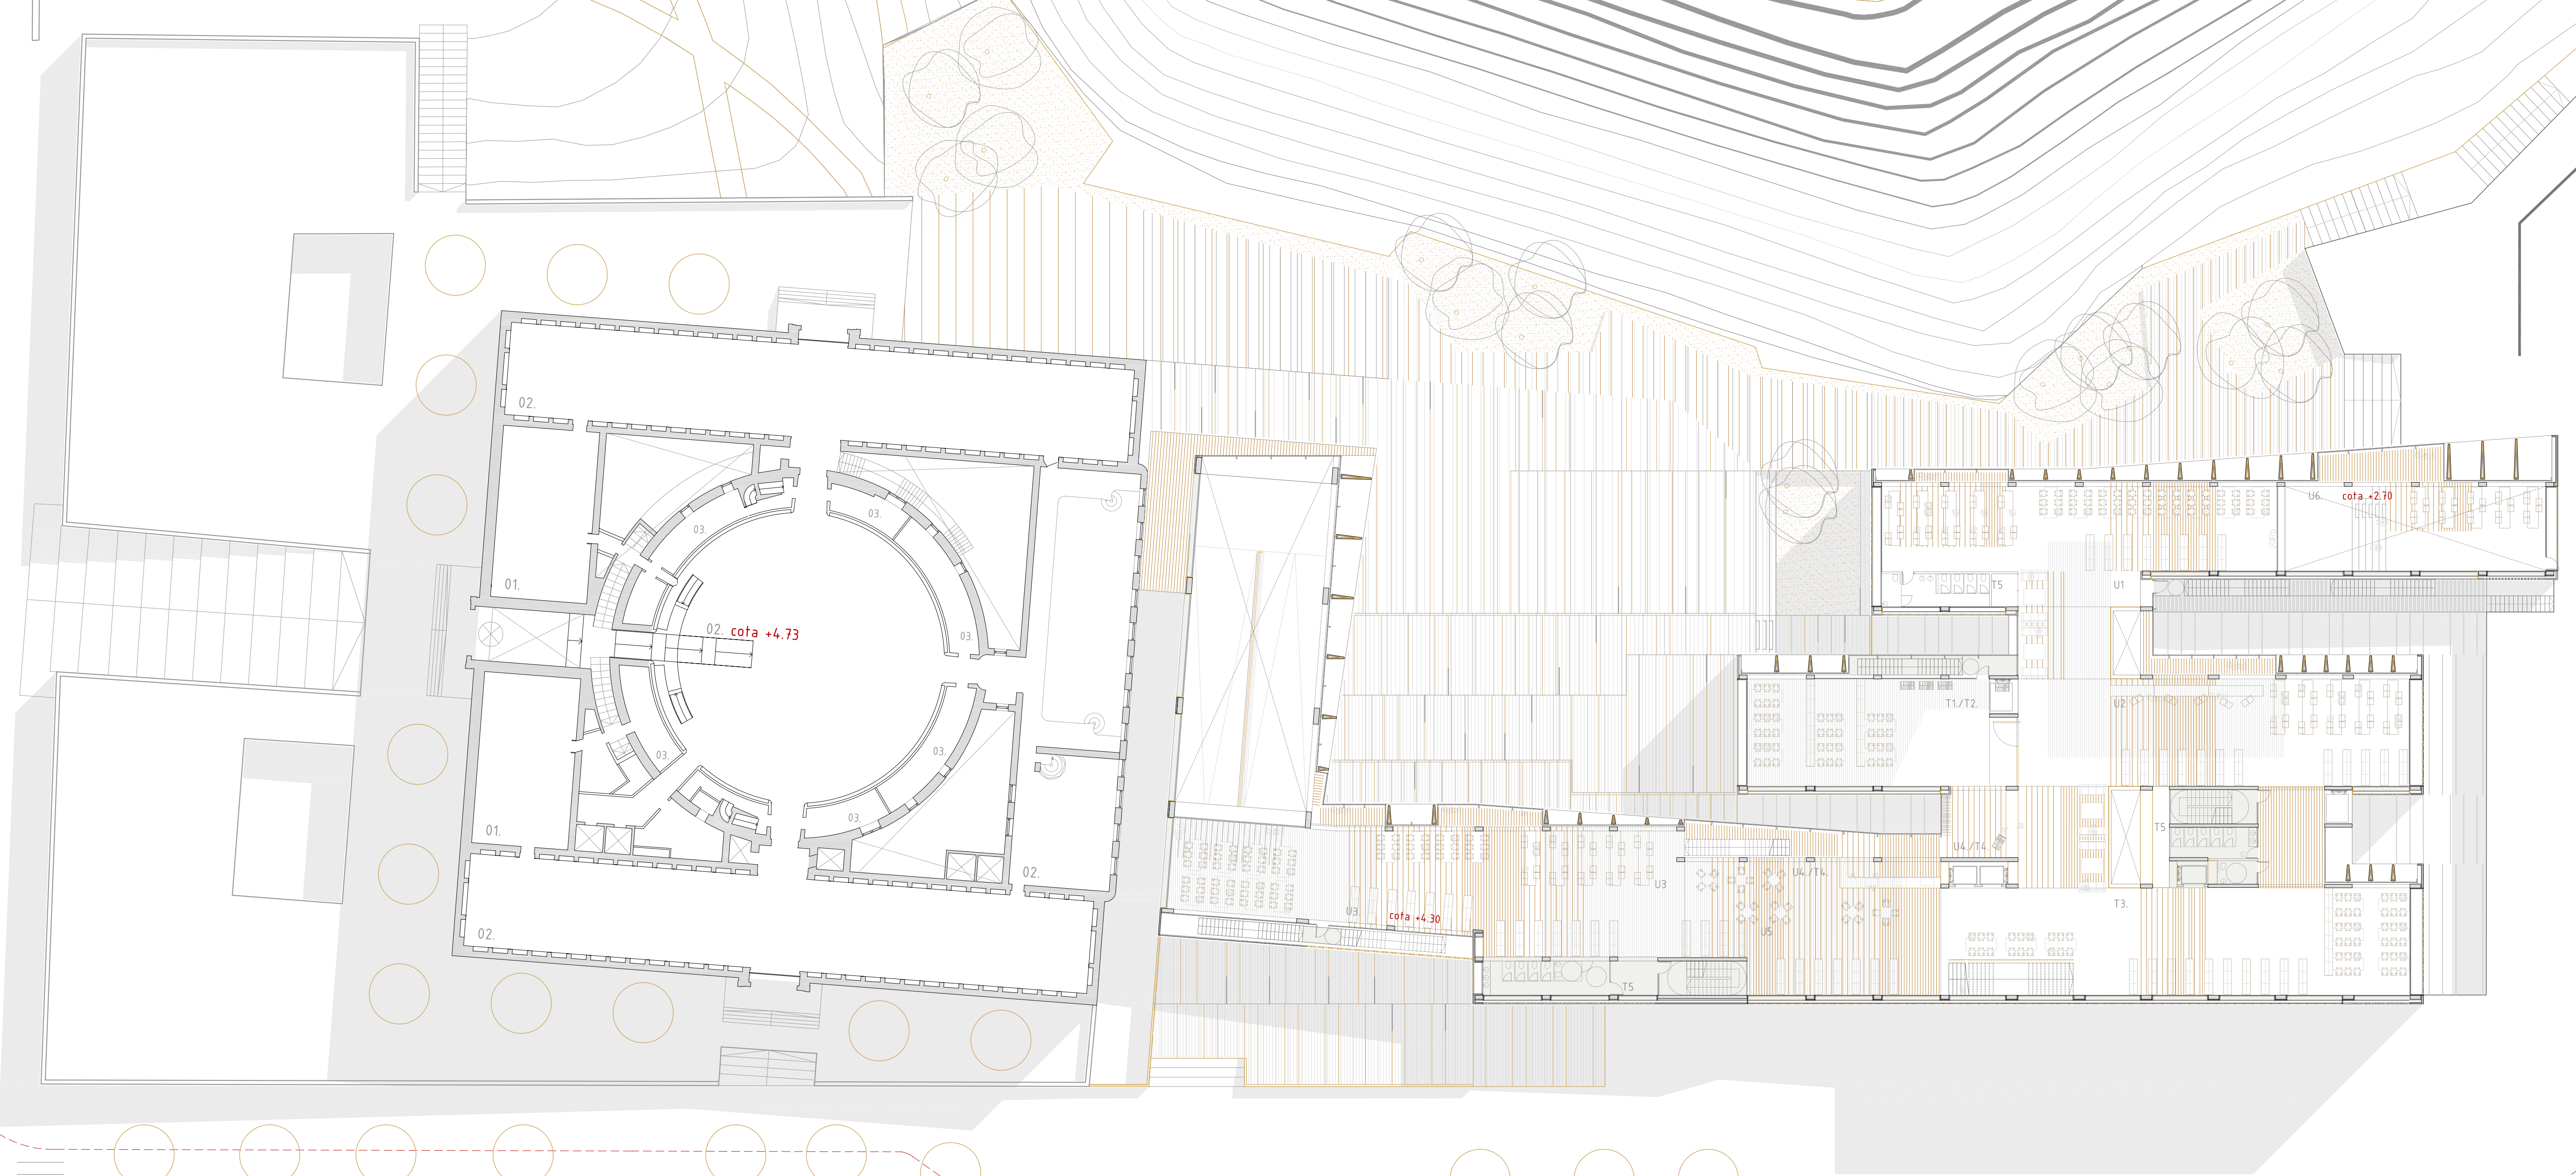 02.
01.
03.
03.
02. cota +4.73
03.
03.
03.
03.
01.
02.
02.
U6. cota +2.70
T5
U1
T1./T2.
U2
U4./T4.
T5
U3
U4./T4.
U3.
cota +4.30
U5
T3.
T5